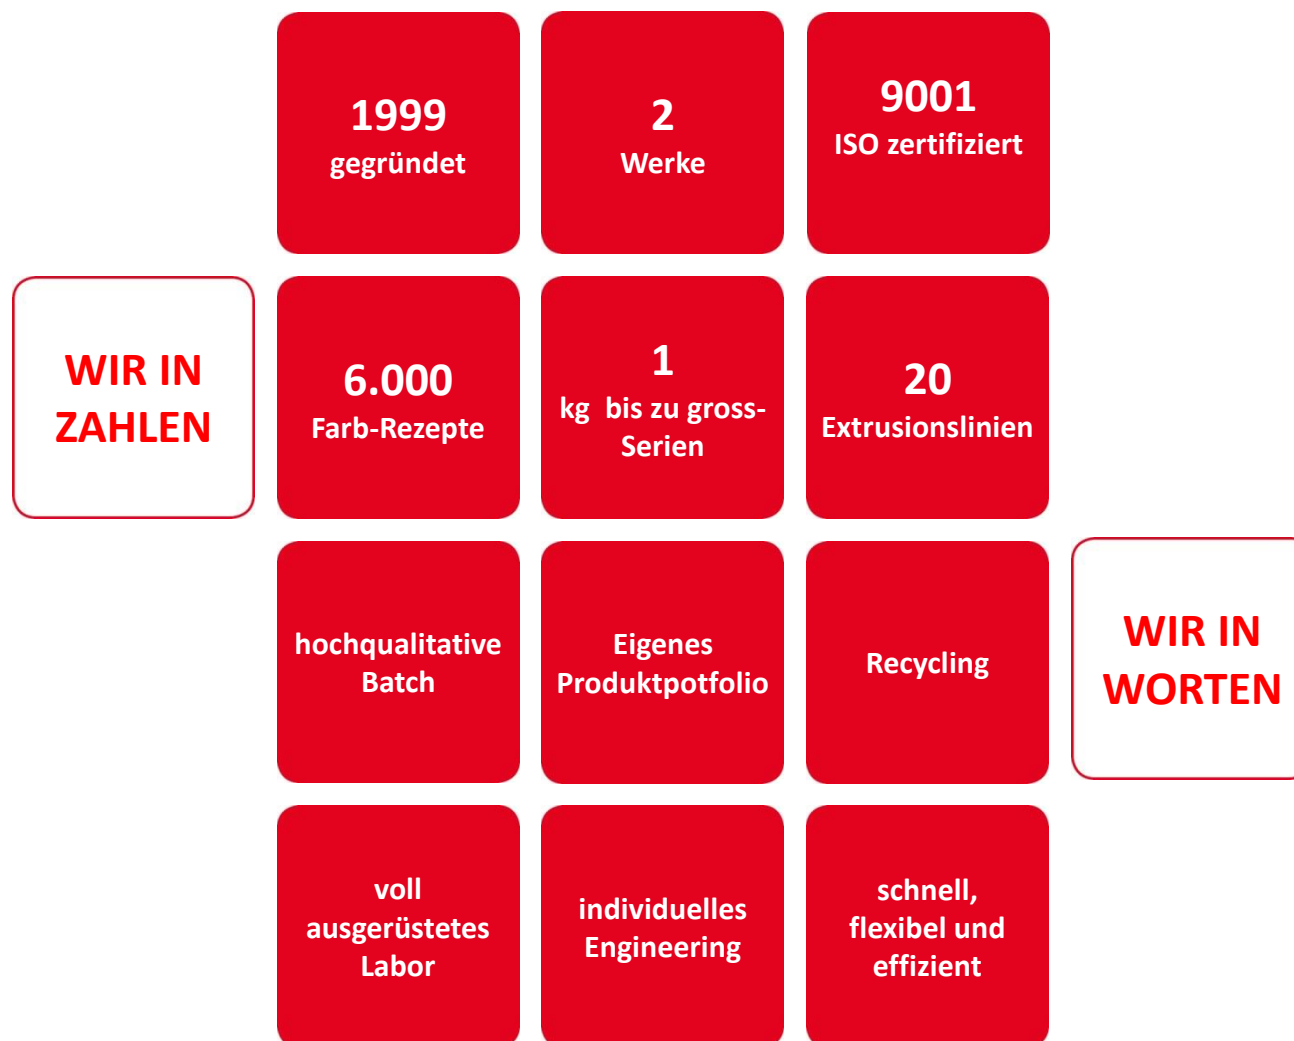 1999
gegründet
2
Werke
9001
ISO zertifiziert
WIR IN
ZAHLEN
6.000
Farb-Rezepte
1
kg  bis zu gross-
Serien
20
Extrusionslinien
hochqualitative
Batch
Eigenes
Produktpotfolio
Recycling
WIR IN
WORTEN
voll
ausgerüstetes
Labor
individuelles
Engineering
schnell,
flexibel und
effizient